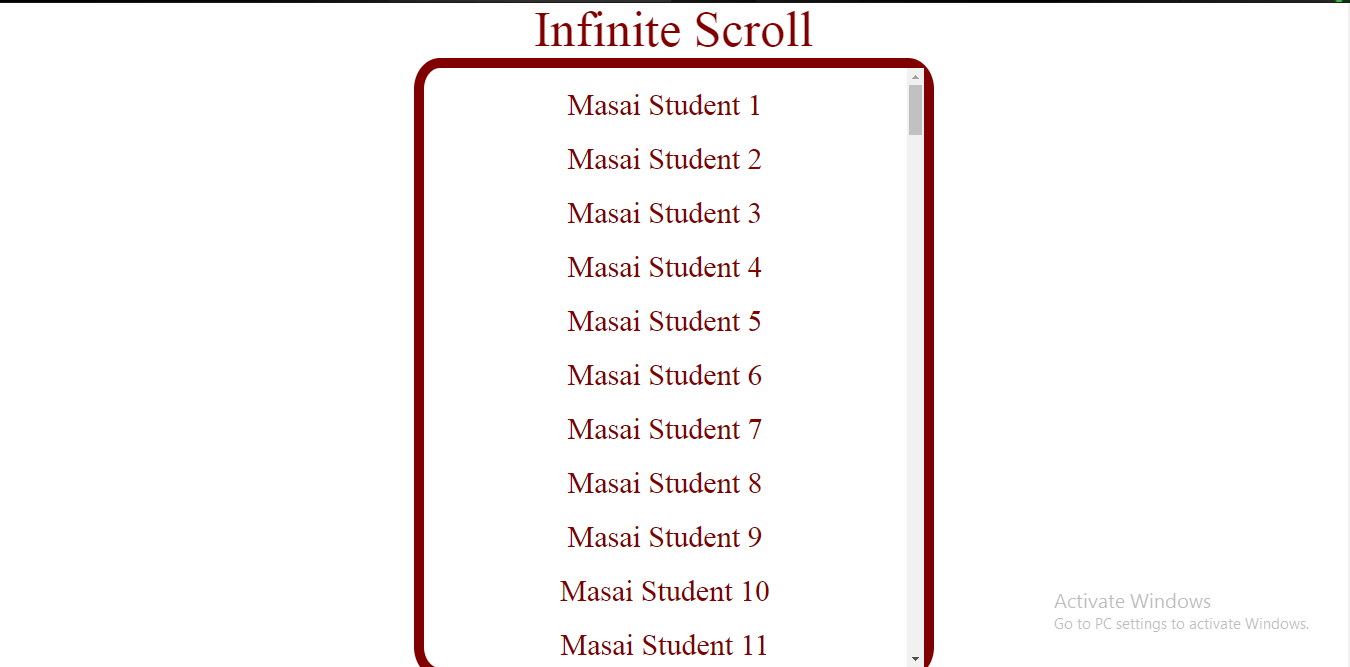 Infinite Scroll
Masai Student 1
Masai Student 2
Masai Student 3
Masai Student 4
Masai Student 5
Masai Student 6
Masai Student 7
Masai Student 8
Masai Student 9
Masai Student 10
Masai Student 11
Activate Windows
Go to PC settings to activate Windows.